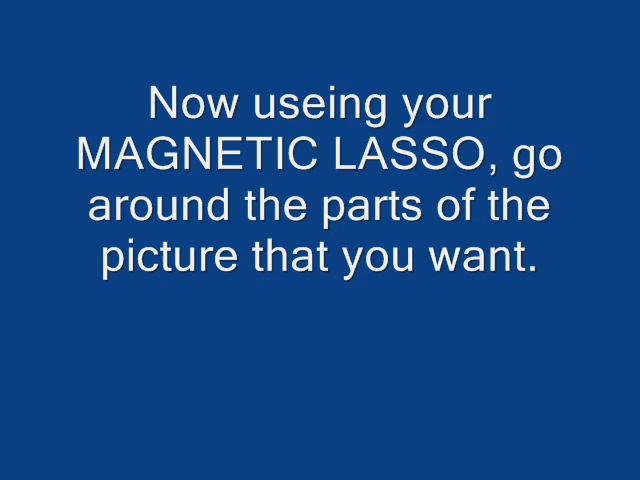 Now useing your
MAGNETIC LASSO, go
around the parts of the
picture that you want.